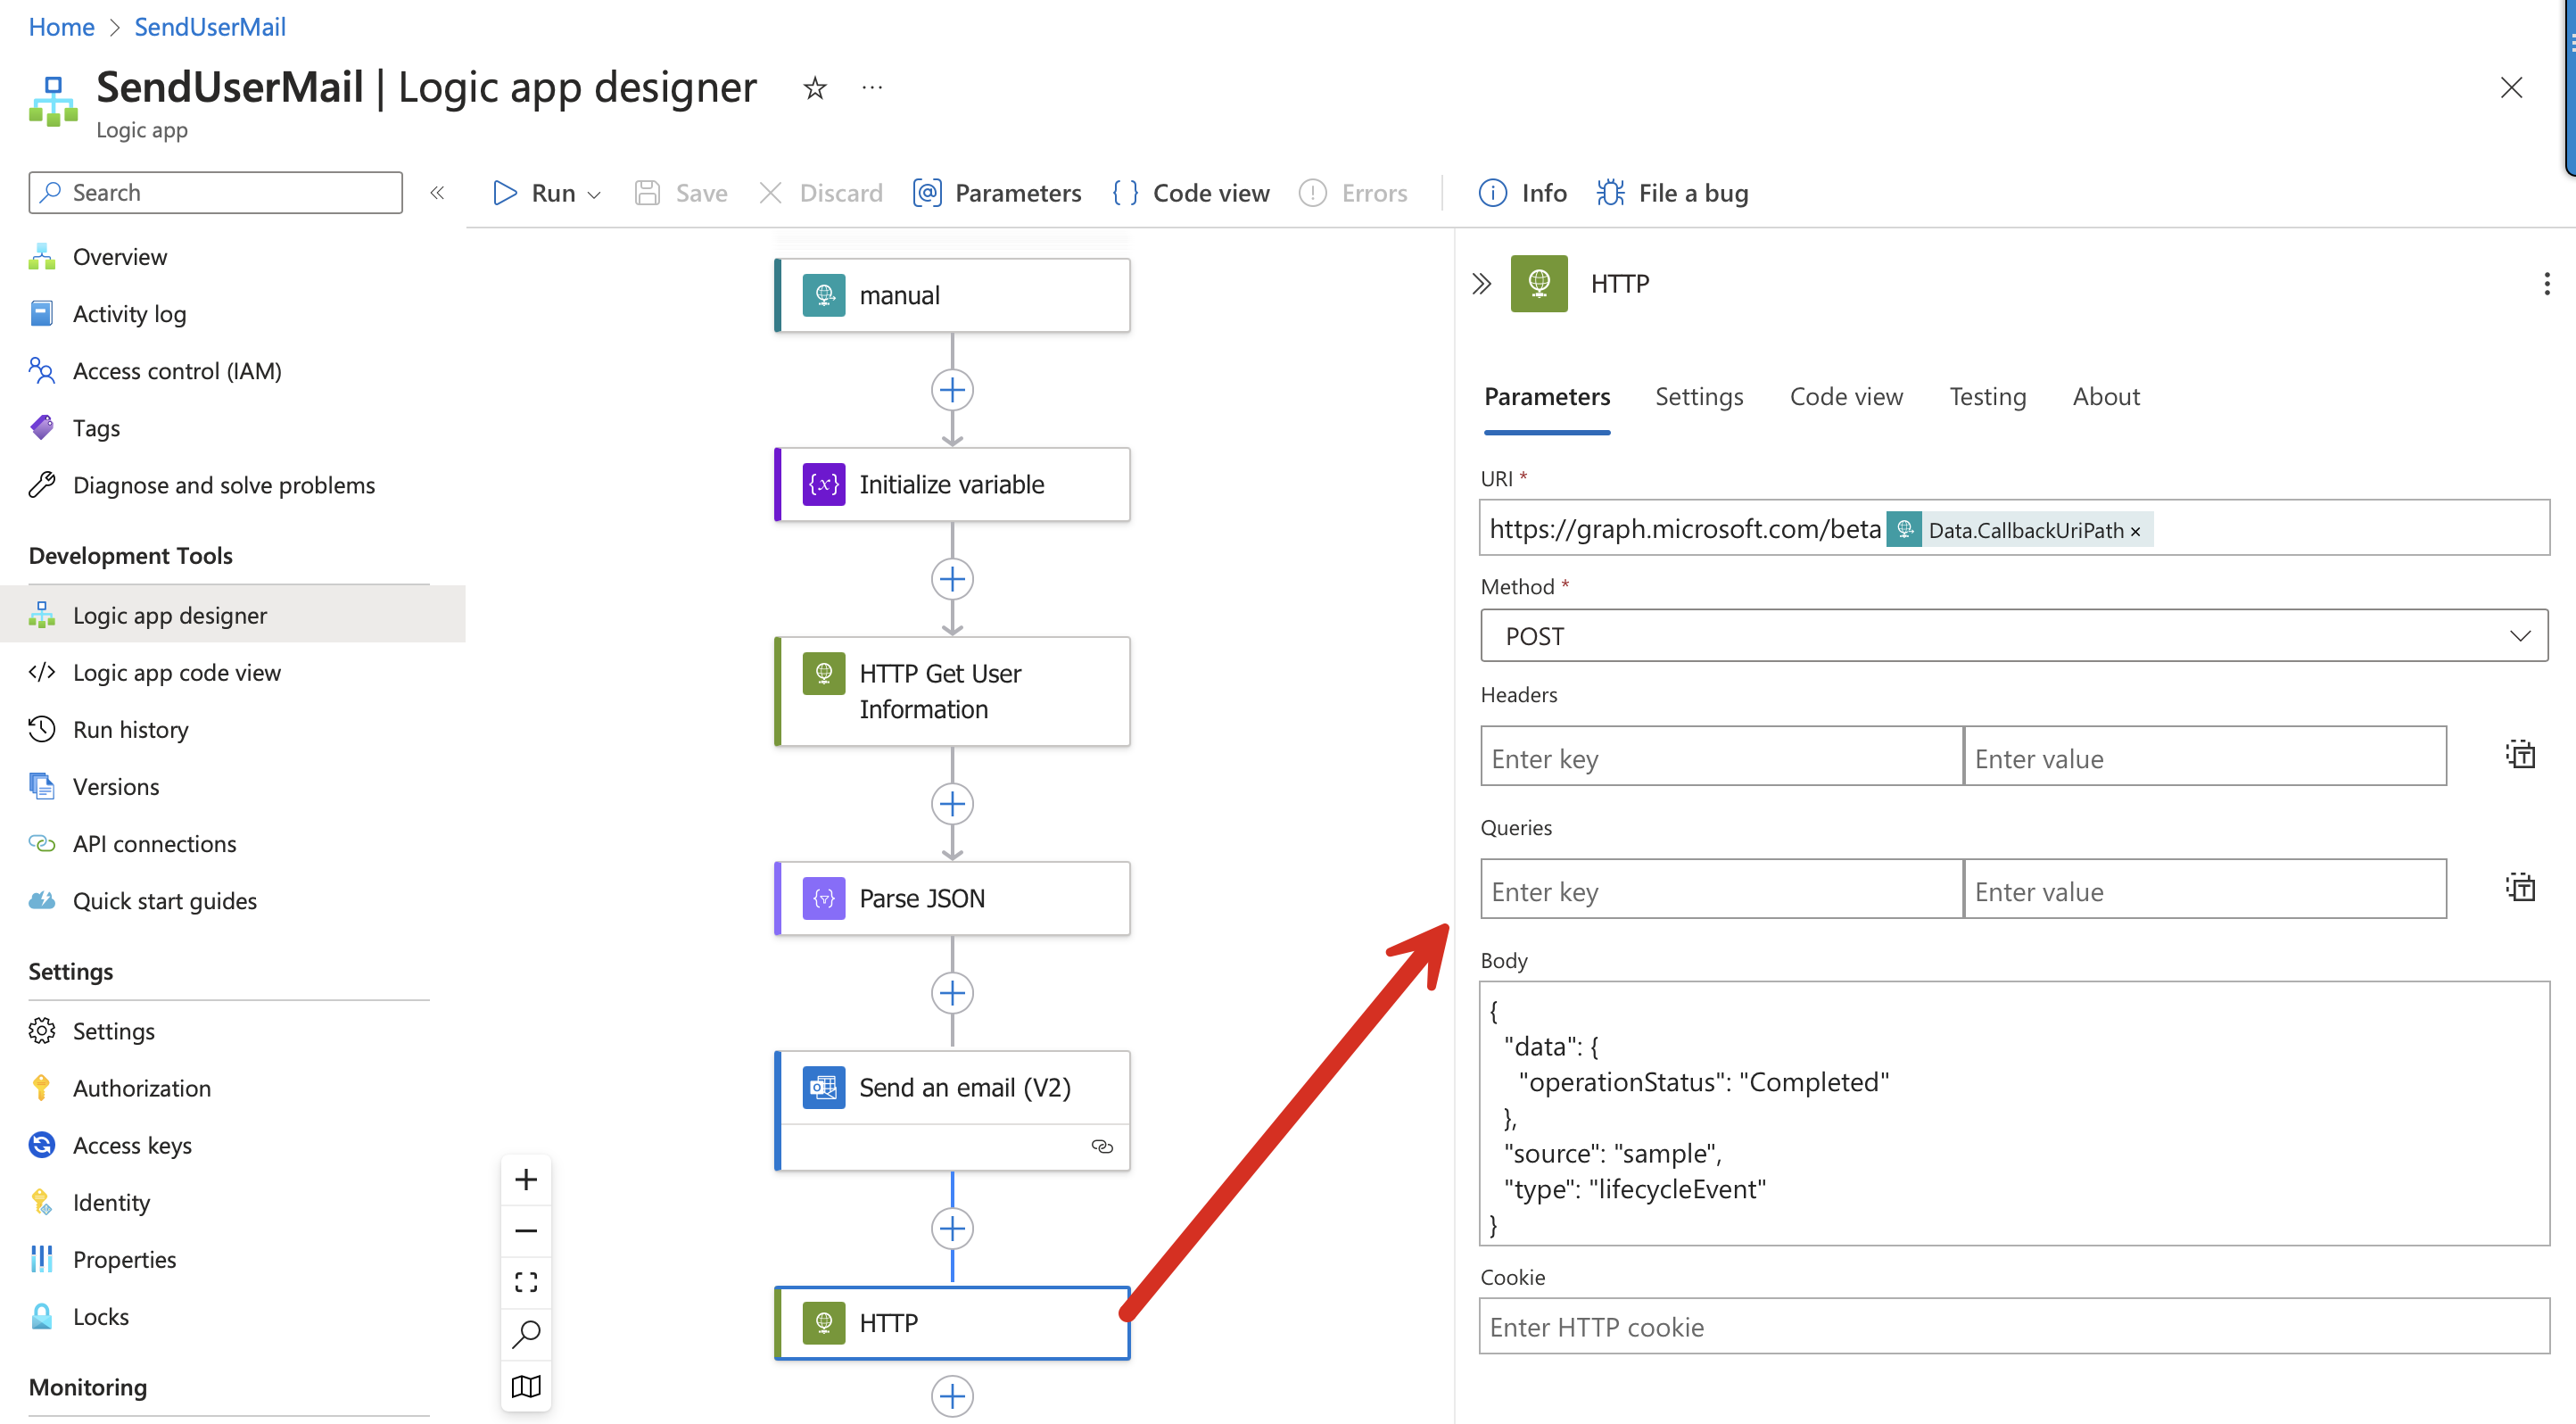 Home > SendUserMail
SendUserMail | Logic app designer
Logic app
Search
Run
Save
Discard
Parameters
Code view
Errors
Info
File a bug
Overview
Activity log
Access control (IAM)
Tags
Diagnose and solve problems
Development Tools
Logic app designer
Logic app code view
Run history
Versions
API connections
Quick start guides
Settings
Settings
Authorization
Access keys
Identity
Properties
Locks
Monitoring
manual
Initialize variable
HTTP Get User
Information
Parse JSON
Send an email (V2)
HTTP
HTTP
Parameters
Settings
Code view
Testing
About
URI *
https://graph.microsoft.com/beta Data.CallbackUriPath ×
Method *
POST
Headers
Enter key
Enter value
Queries
Enter key
Enter value
Body
{
"data": {
"operationStatus": "Completed"
},
"source": "sample",
"type": "lifecycleEvent"
}
Cookie
Enter HTTP cookie